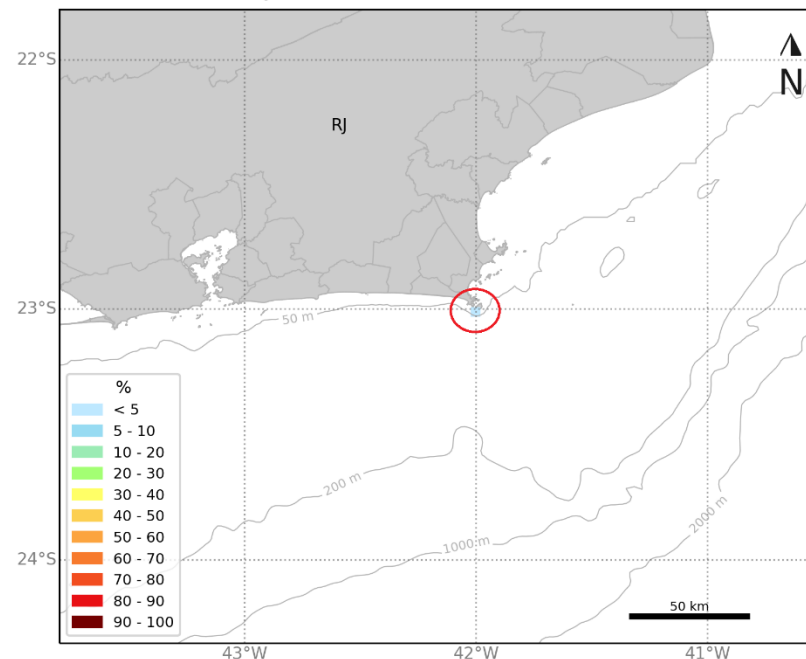 22°S
N
RJ
23°S
50 m
%
< 5
5 - 10
10 - 20
20 - 30
30 - 40
40 - 50
50 - 60
60 - 70
70 - 80
80 - 90
90 - 100
200 m
1000 m
2000 m
24°S
50 km
43°W
42°W
41°W